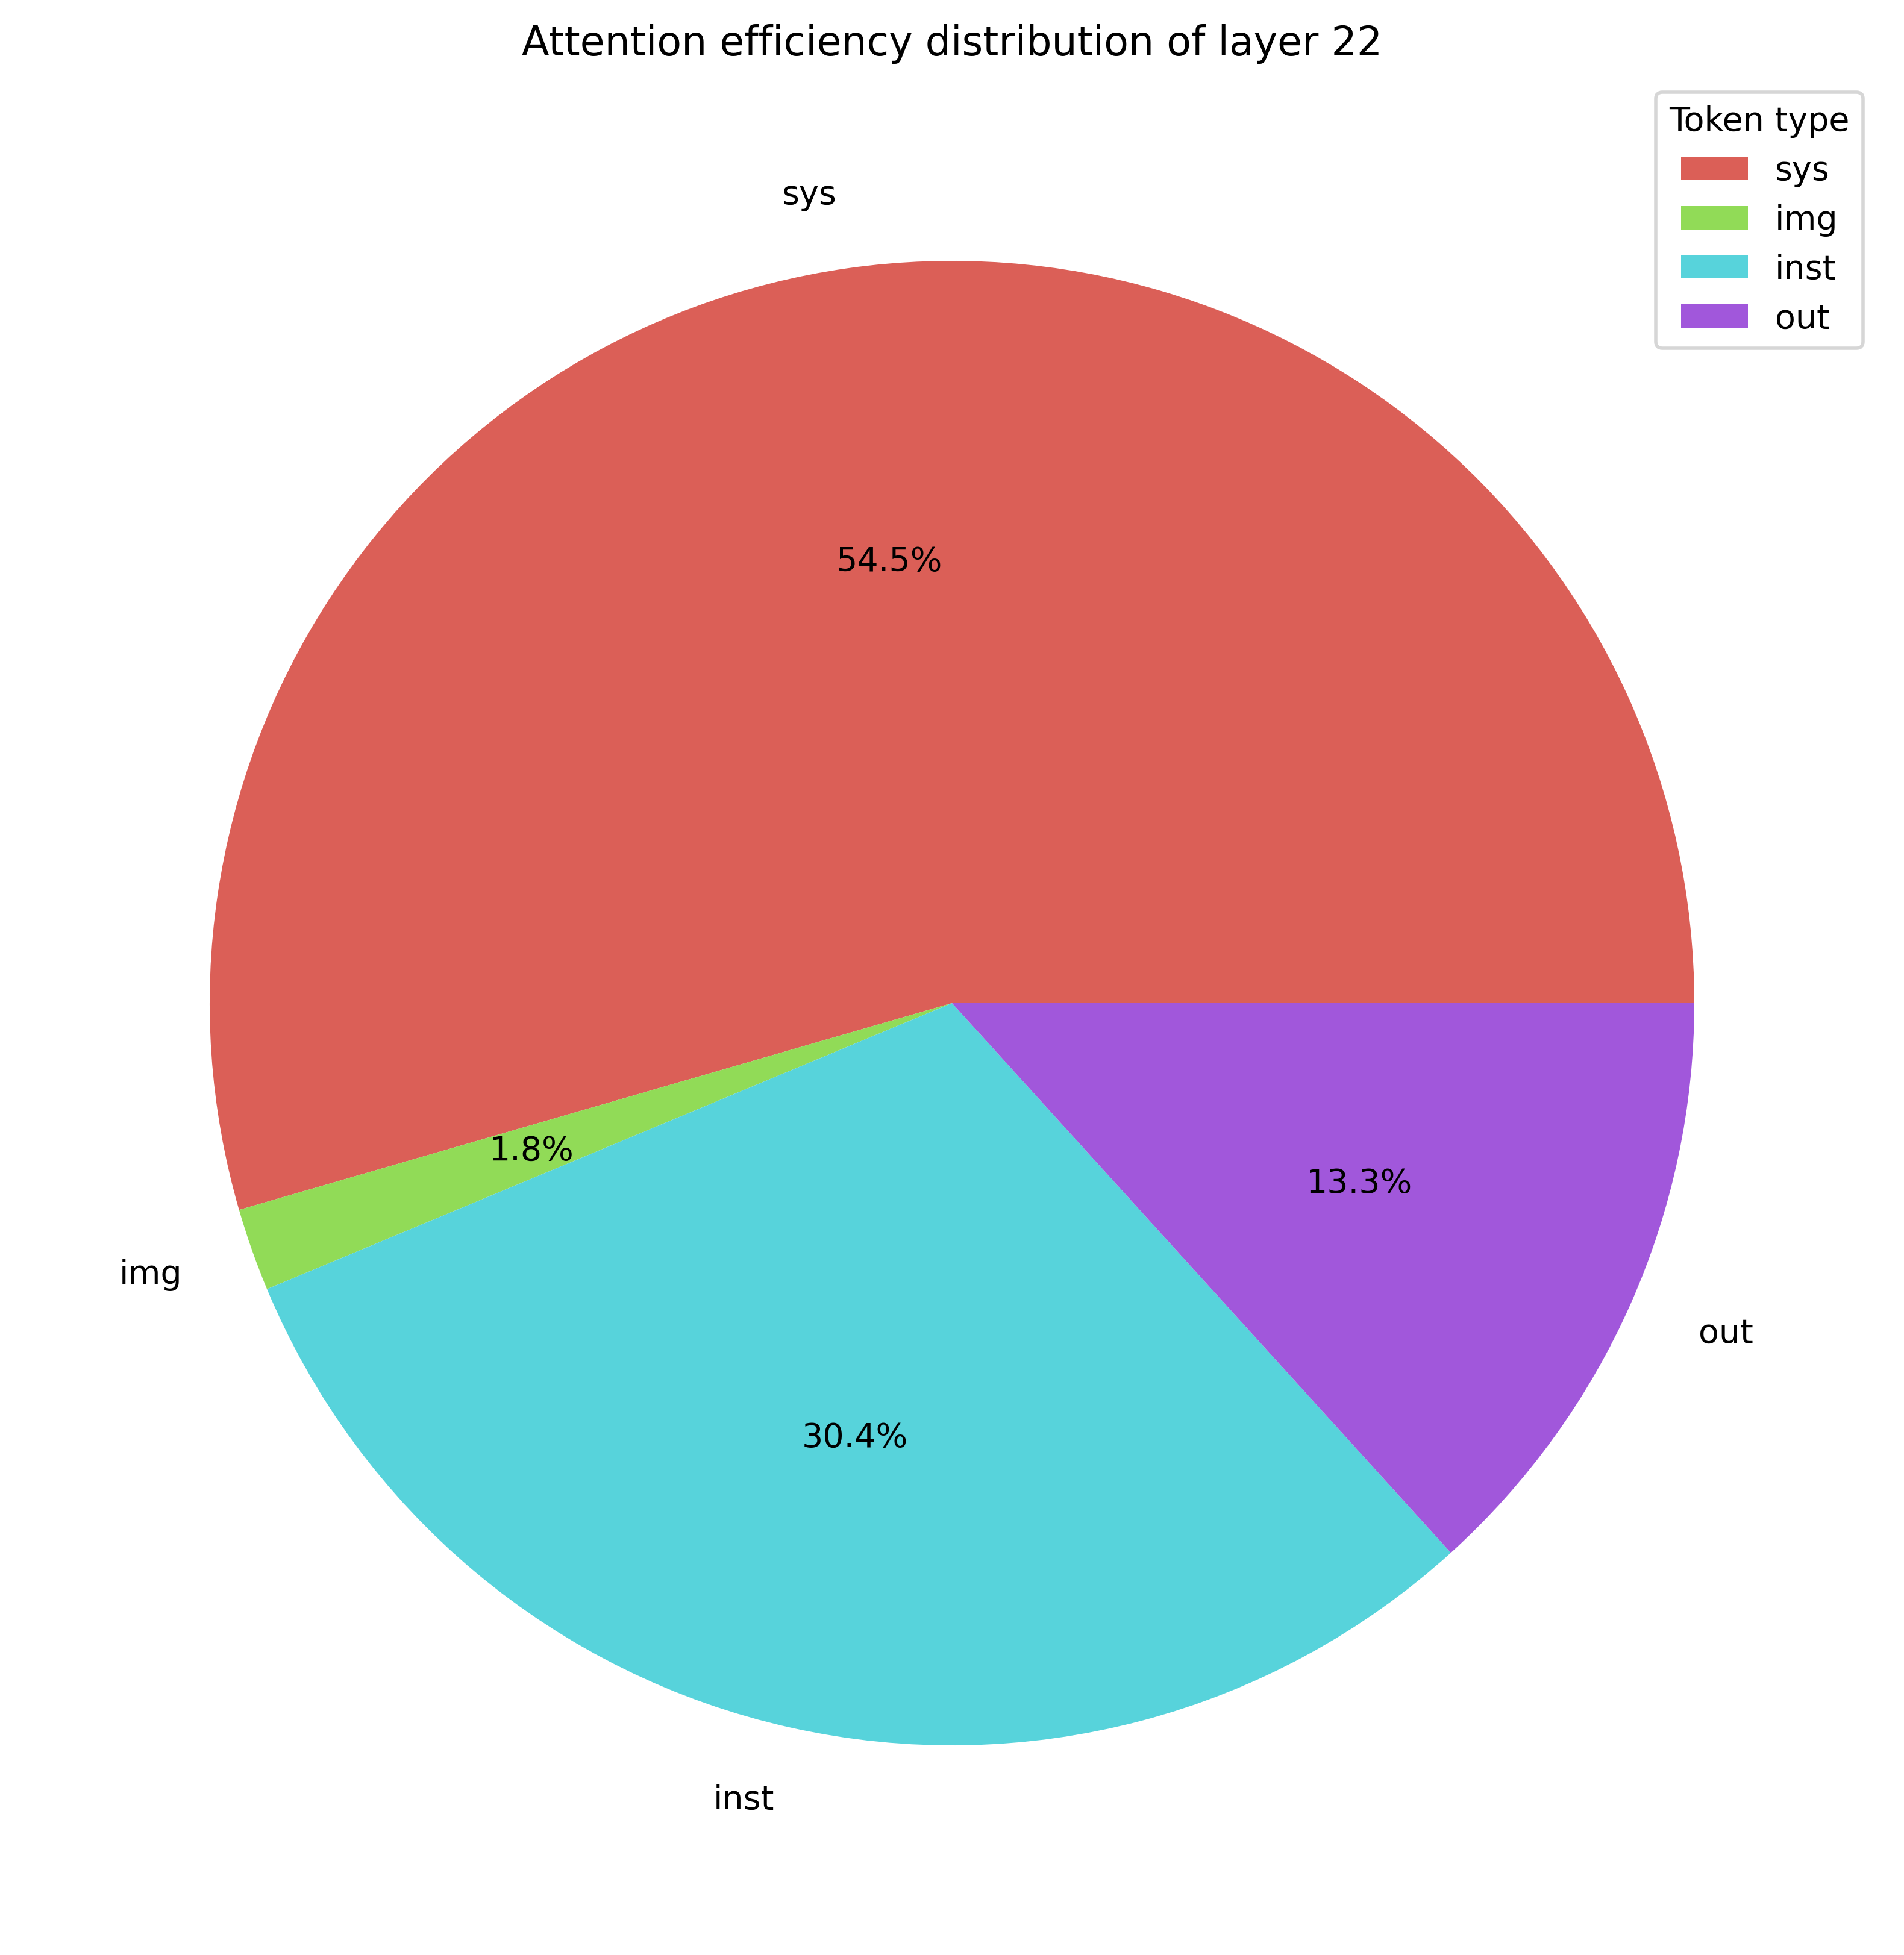 Attention efficiency distribution of layer 22
Token type
sys
img
inst
out
sys
54.5%
1.8%
13.3%
img
out
30.4%
inst